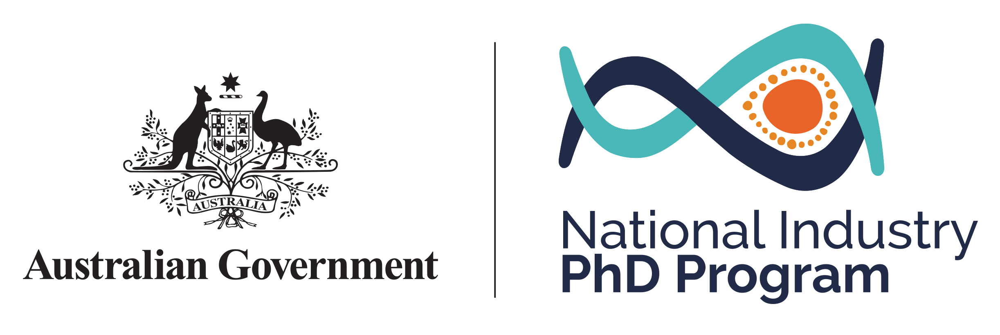 AUSTRALIA
Australian Government
National Industry
PhD Program